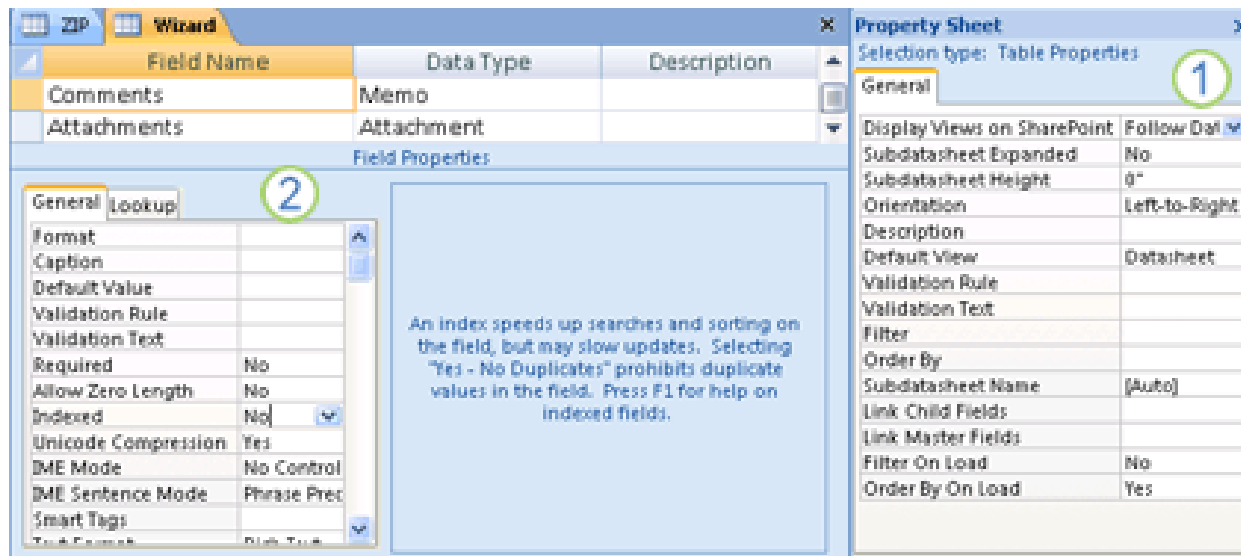 ZIP Wizard
Field Name Data Type Description
Comments Memo
Attachments Attachment
Field Properties
2
General Lookup
Format
Caption
Default Value
Validation Rule
Validation Text
Required No
Allow Zero Length No
Indexed No
Unicode Compression Yes
IME Mode No Control
IME Sentence Mode Phrase Pred
Smart Tags
Text Format Rich Text
An index speeds up searches and sorting on
the field, but may slow updates. Selecting
"Yes - No Duplicates" prohibits duplicate
values in the field. Press F1 for help on
indexed fields.
Property Sheet
Selection type: Table Properties
1
General
Display Views on SharePoint Follow Dat
Subdatasheet Expanded No
Subdatasheet Height 0"
Orientation Left-to-Right
Description
Default View Datasheet
Validation Rule
Validation Text
Filter
Order By
Subdatasheet Name [Auto]
Link Child Fields
Link Master Fields
Filter On Load No
Order By On Load Yes